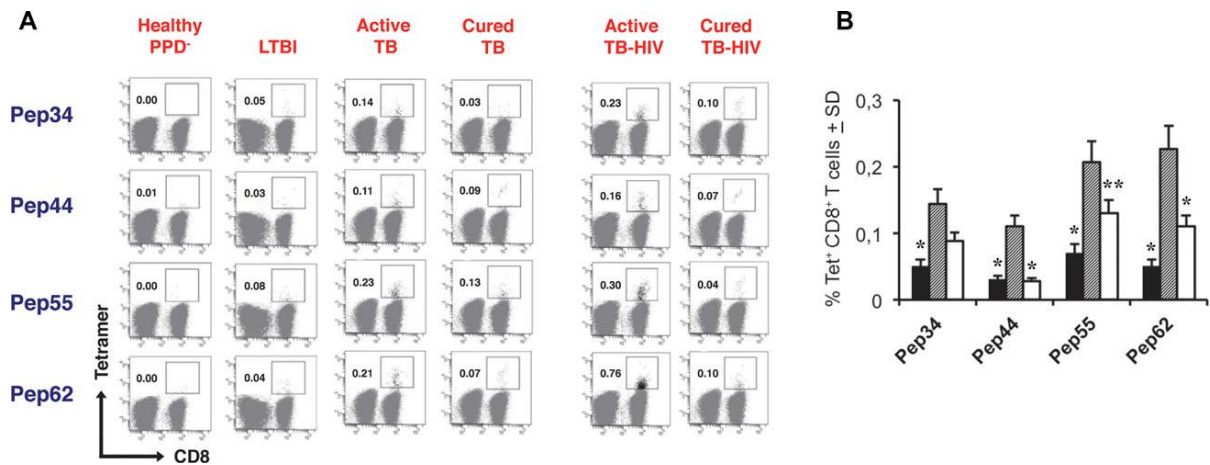 A
Healthy
PPD-
LTBI
Active
TB
Cured
TB
Active
TB-HIV
Cured
TB-HIV
Pep34
0.00
0.05
0.14
0.03
0.23
0.10
Pep44
0.01
0.03
0.11
0.09
0.16
0.07
Pep55
0.00
0.08
0.23
0.13
0.30
0.04
Pep62
0.00
0.04
0.21
0.07
0.76
0.10
Tetramer
CD8
B
% Tet+ CD8+ T cells ± SD
0,3
0,2
0,1
0
*
* *
* **
* *
Pep34
Pep44
Pep55
Pep62